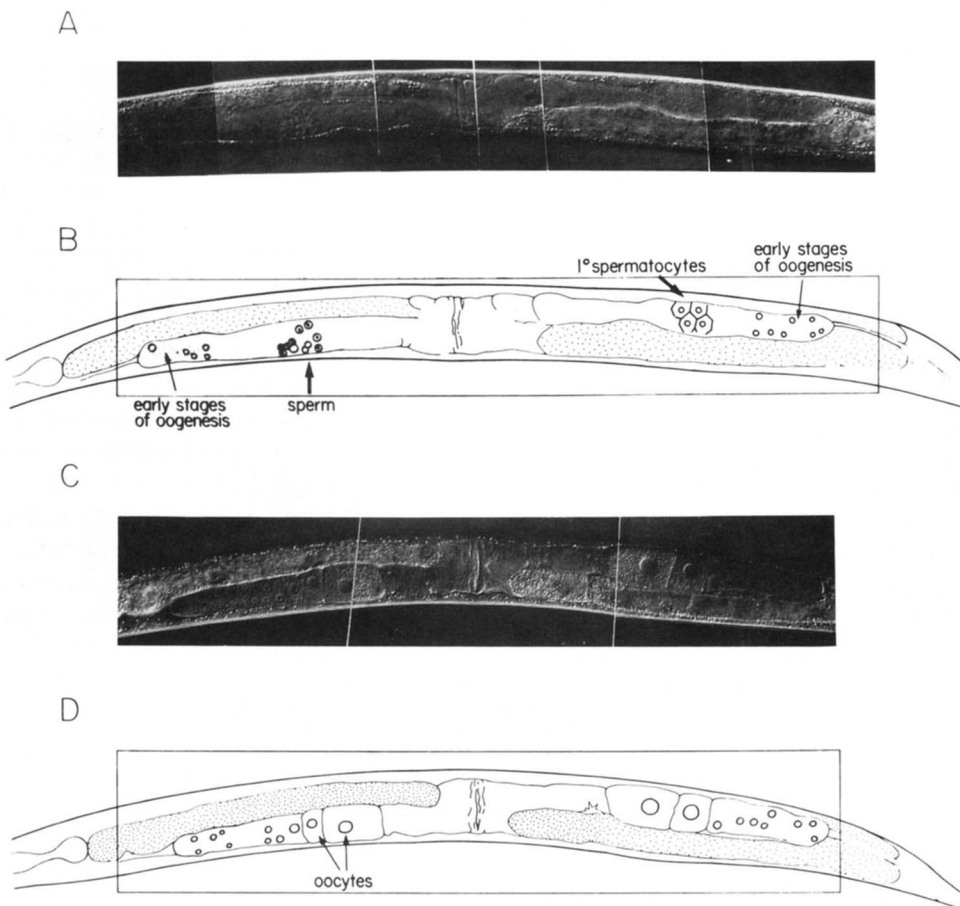 A
B
1° spermatocytes
early stages
of oogenesis
early stages
of oogenesis
sperm
C
D
oocytes